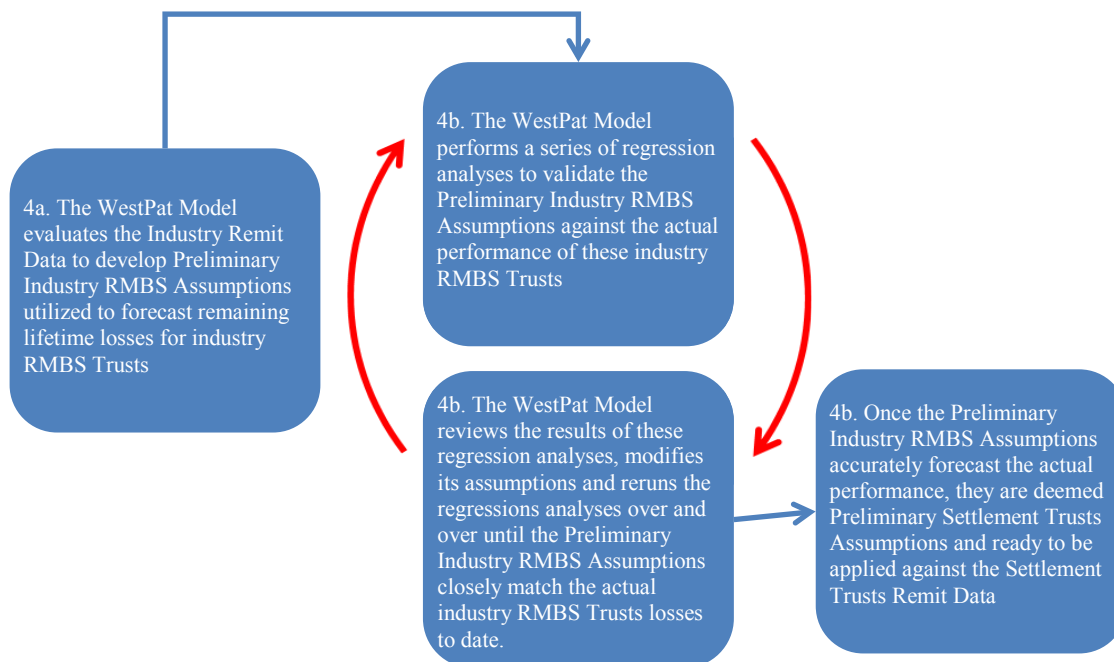 4a. The WestPat Model
evaluates the Industry Remit
Data to develop Preliminary
Industry RMBS Assumptions
utilized to forecast remaining
lifetime losses for industry
RMBS Trusts
4b. The WestPat Model
performs a series of regression
analyses to validate the
Preliminary Industry RMBS
Assumptions against the actual
performance of these industry
RMBS Trusts
4b. The WestPat Model
reviews the results of these
regression analyses, modifies
its assumptions and reruns the
regressions analyses over and
over until the Preliminary
Industry RMBS Assumptions
closely match the actual
industry RMBS Trusts losses
to date.
4b. Once the Preliminary
Industry RMBS Assumptions
accurately forecast the actual
performance, they are deemed
Preliminary Settlement Trusts
Assumptions and ready to be
applied against the Settlement
Trusts Remit Data